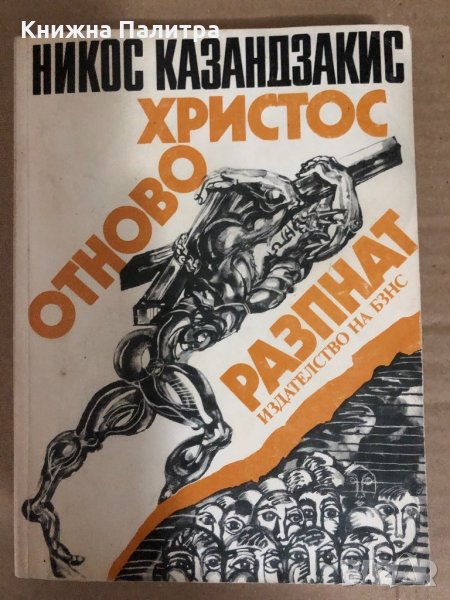 Книжна Палитра
НИКОС КАЗАНДЗАКИС
ХРИСТОС
ОТНОВО
РАЗПНАТ
ИЗДАТЕЛСТВО НА БЗНС